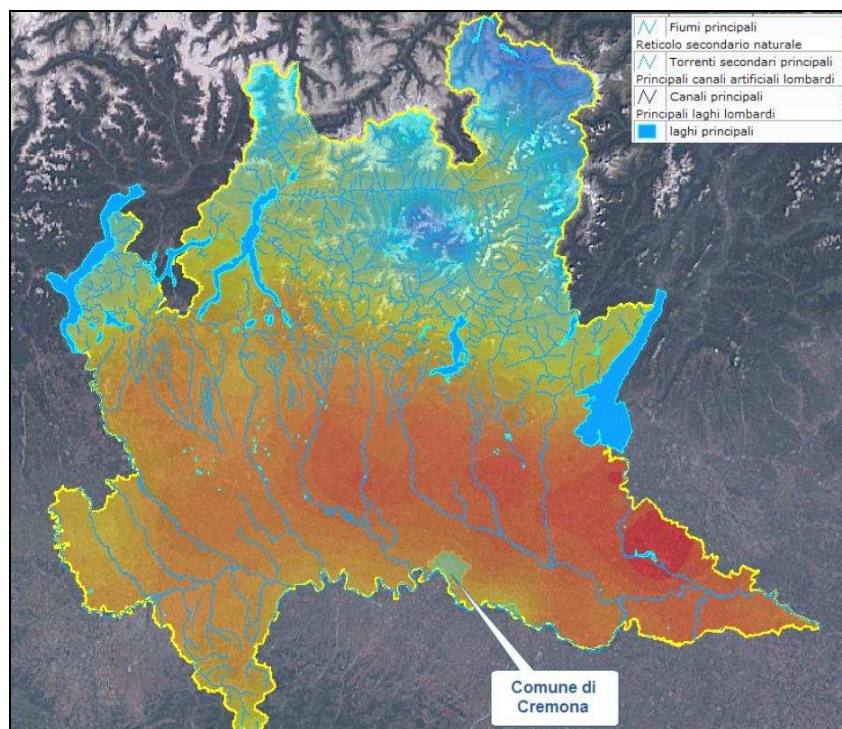 Fiumi principali
Reticolo secondario naturale
Torrenti secondari principali
Principali canali artificiali lombardi
Canali principali
Principali laghi lombardi
laghi principali
Comune di
Cremona